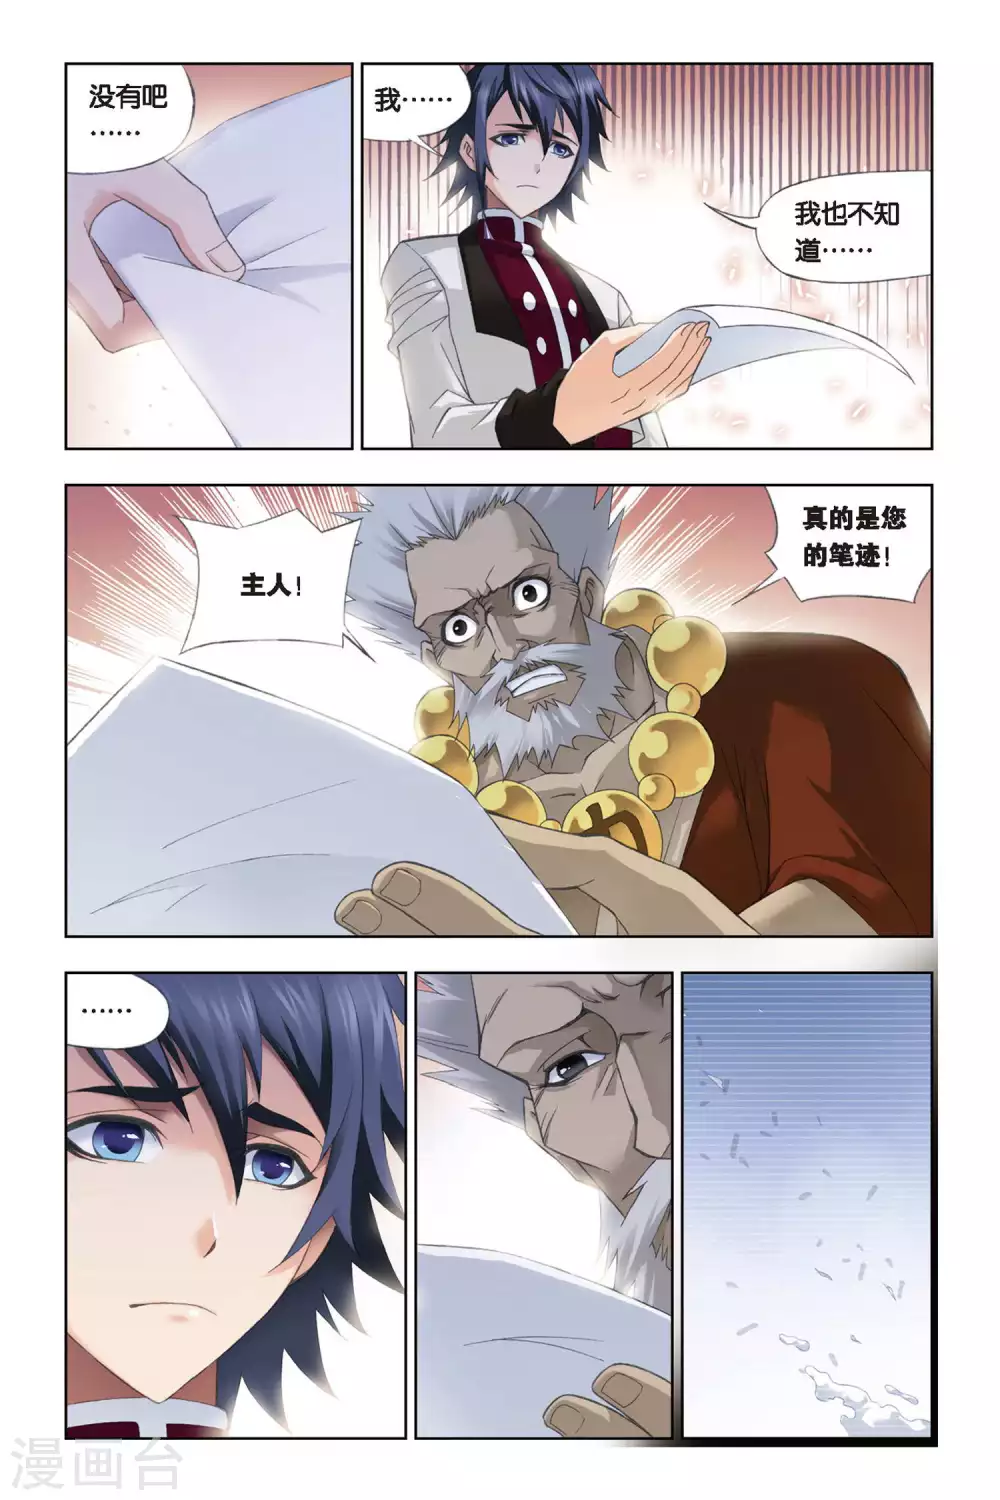 没有吧
……
我……
我也不知
道……
主人！
真的是您
的笔迹！
……
漫画台